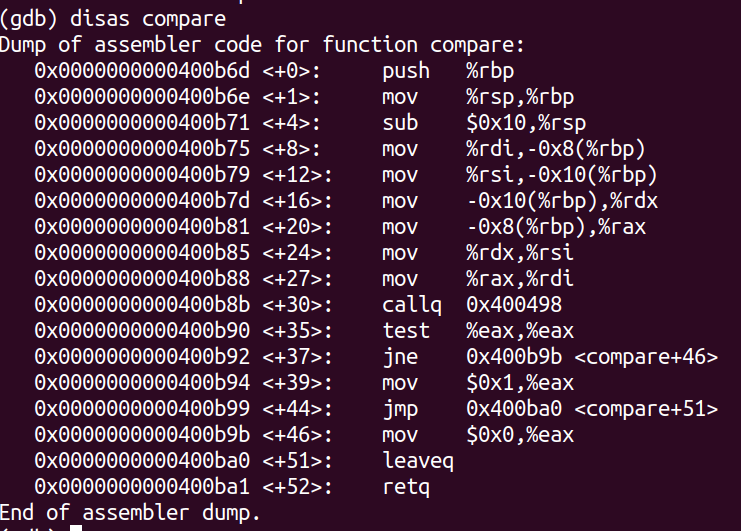 (gdb) disas compare
Dump of assembler code for function compare:
   0x0000000000400b6d <+0>:	push   %rbp
   0x0000000000400b6e <+1>:	mov    %rsp,%rbp
   0x0000000000400b71 <+4>:	sub    $0x10,%rsp
   0x0000000000400b75 <+8>:	mov    %rdi,-0x8(%rbp)
   0x0000000000400b79 <+12>:	mov    %rsi,-0x10(%rbp)
   0x0000000000400b7d <+16>:	mov    -0x10(%rbp),%rdx
   0x0000000000400b81 <+20>:	mov    -0x8(%rbp),%rax
   0x0000000000400b85 <+24>:	mov    %rdx,%rsi
   0x0000000000400b88 <+27>:	mov    %rax,%rdi
   0x0000000000400b8b <+30>:	callq  0x400498
   0x0000000000400b90 <+35>:	test   %eax,%eax
   0x0000000000400b92 <+37>:	jne    0x400b9b <compare+46>
   0x0000000000400b94 <+39>:	mov    $0x1,%eax
   0x0000000000400b99 <+44>:	jmp    0x400ba0 <compare+51>
   0x0000000000400b9b <+46>:	mov    $0x0,%eax
   0x0000000000400ba0 <+51>:	leaveq
   0x0000000000400ba1 <+52>:	retq
End of assembler dump.